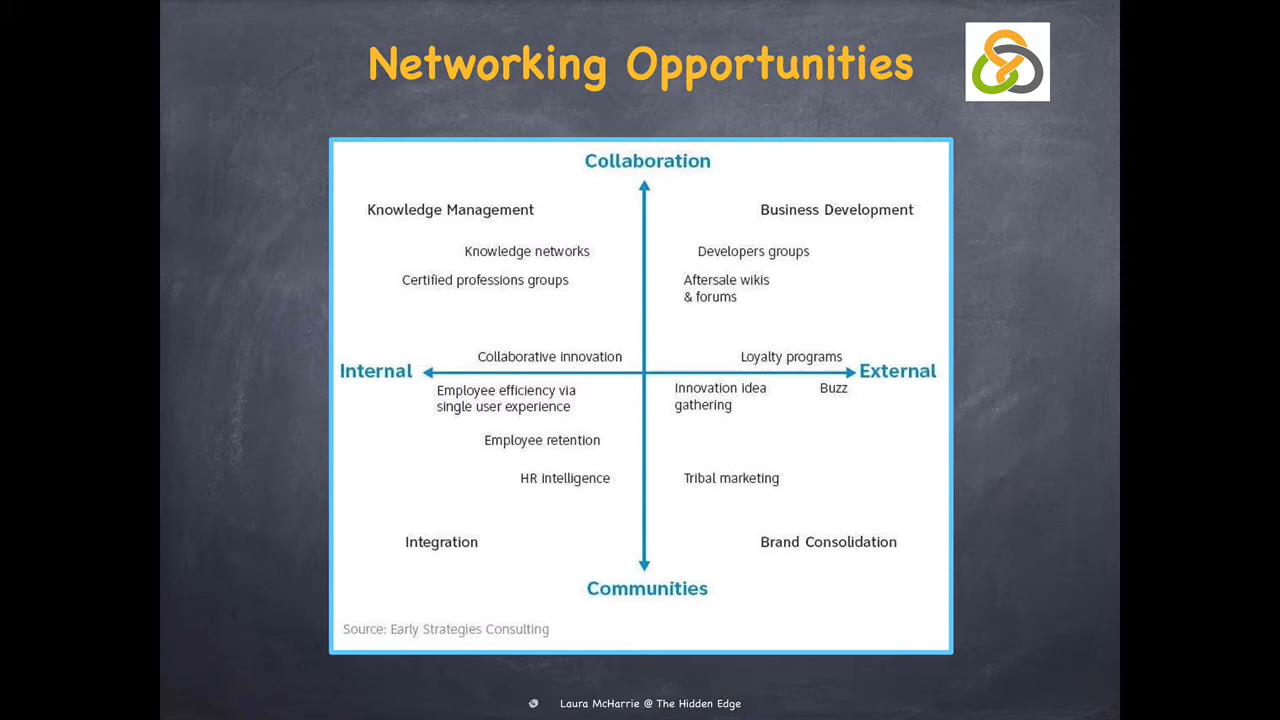 Networking Opportunities
Collaboration
Knowledge Management
Business Development
Knowledge networks
Developers groups
Certified professions groups
Aftersale wikis
& forums
Collaborative innovation
Loyalty programs
Internal
External
Employee efficiency via
single user experience
Innovation idea
gathering
Buzz
Employee retention
HR intelligence
Tribal marketing
Integration
Brand Consolidation
Communities
Source: Early Strategies Consulting
Laura McHarrie @ The Hidden Edge